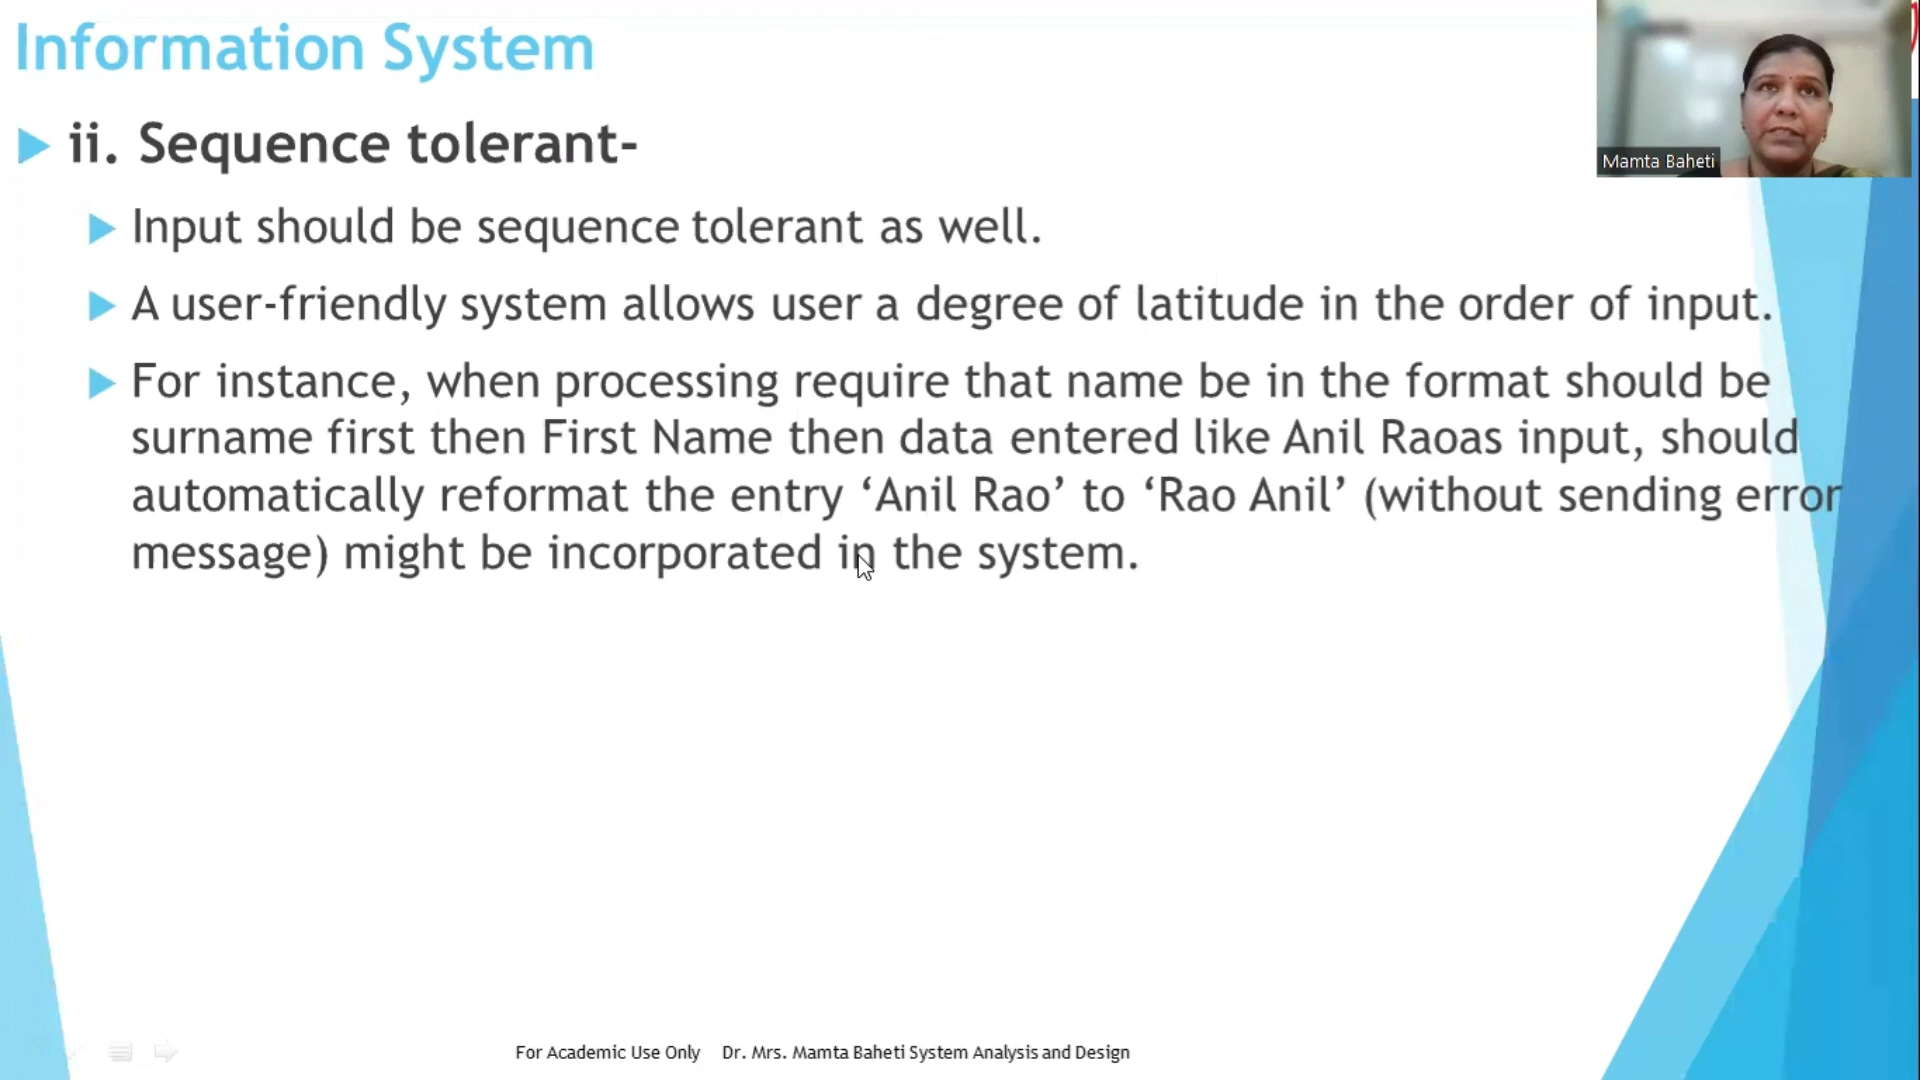 Information System
Mamta Baheti
ii. Sequence tolerant-
Input should be sequence tolerant as well.
A user-friendly system allows user a degree of latitude in the order of input.
For instance, when processing require that name be in the format should be
surname first then First Name then data entered like Anil Raoas input, should
automatically reformat the entry ‘Anil Rao’ to ‘Rao Anil’ (without sending error
message) might be incorporated in the system.
For Academic Use Only Dr. Mrs. Mamta Baheti System Analysis and Design